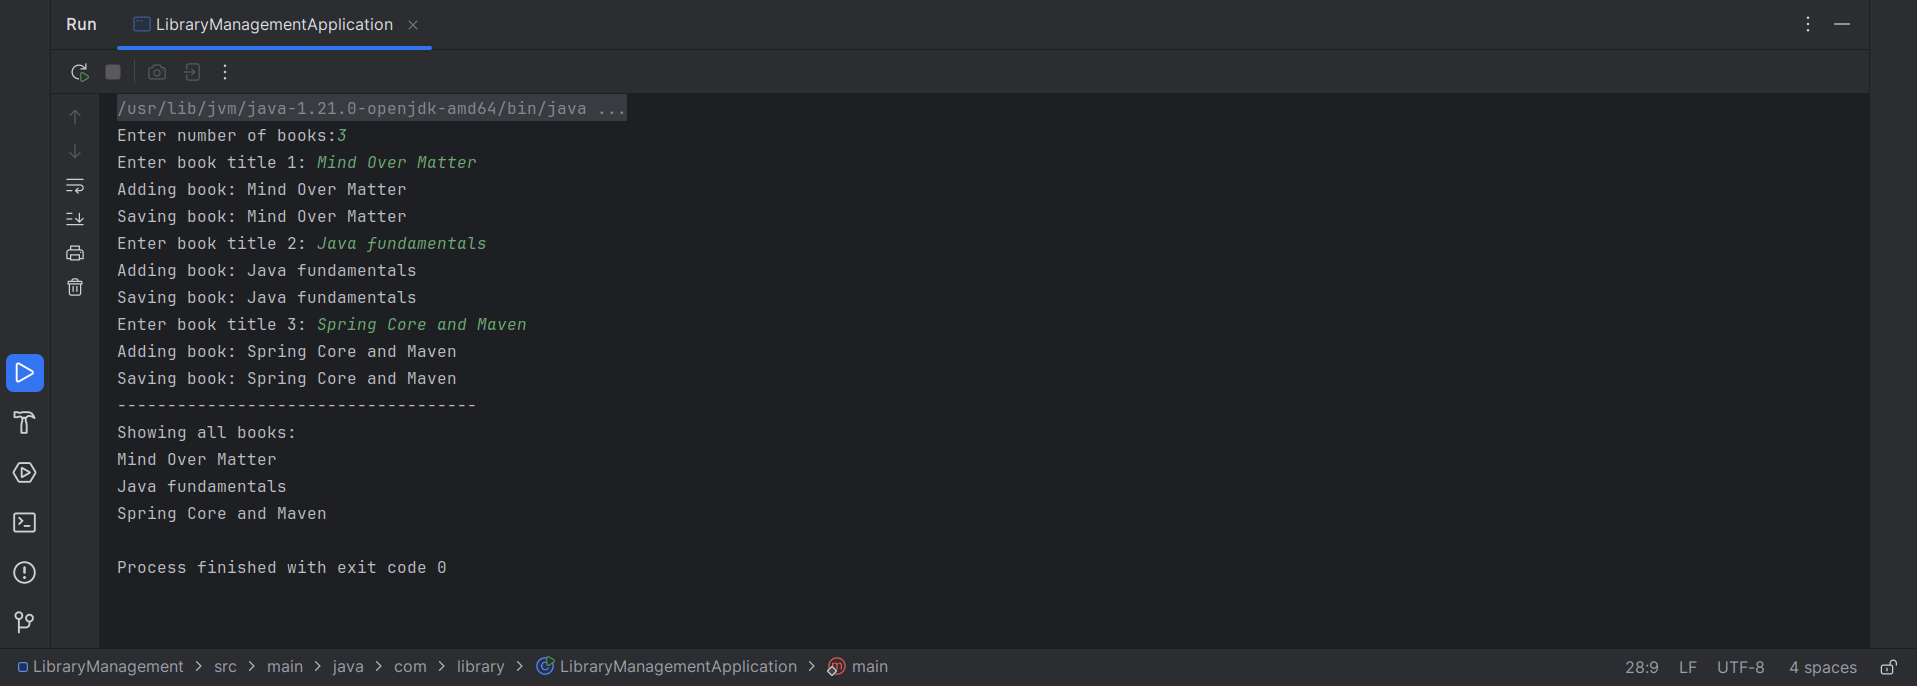 Run LibraryManagementApplication
/usr/lib/jvm/java-1.21.0-openjdk-amd64/bin/java ...
Enter number of books:3
Enter book title 1: Mind Over Matter
Adding book: Mind Over Matter
Saving book: Mind Over Matter
Enter book title 2: Java fundamentals
Adding book: Java fundamentals
Saving book: Java fundamentals
Enter book title 3: Spring Core and Maven
Adding book: Spring Core and Maven
Saving book: Spring Core and Maven
------------------------------------
Showing all books:
Mind Over Matter
Java fundamentals
Spring Core and Maven
Process finished with exit code 0
LibraryManagement > src > main > java > com > library > LibraryManagementApplication > main 28:9 LF UTF-8 4 spaces